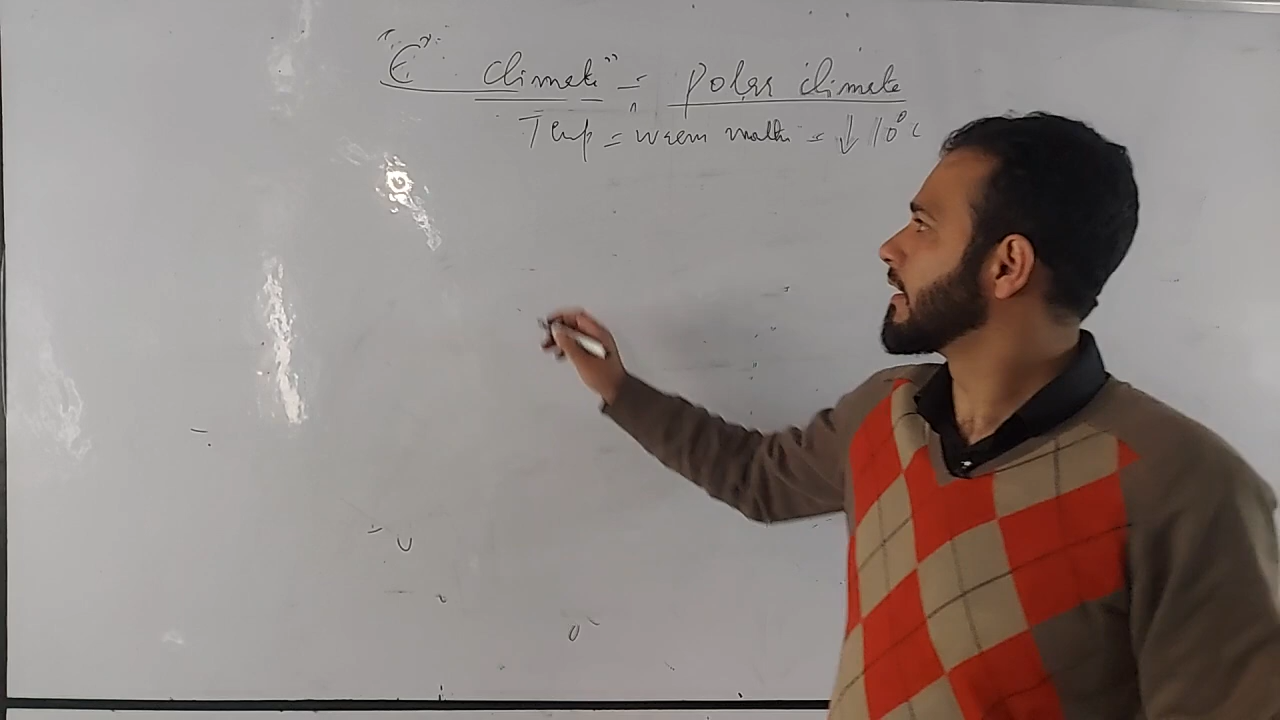 "E" Climate" = Polar climate
Temp = warm month = ↓ 10°C